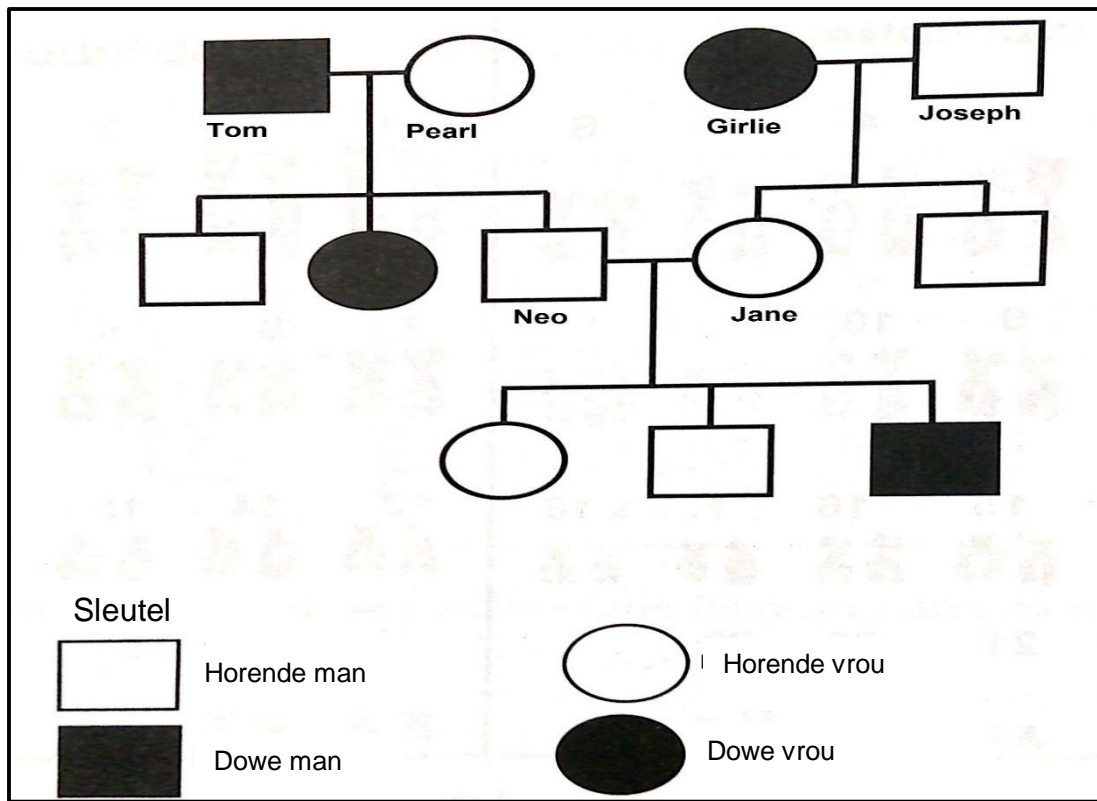 Tom
Pearl
Girlie
Joseph
Neo
Jane
Sleutel
Horende man
Horende vrou
Dowe man
Dowe vrou